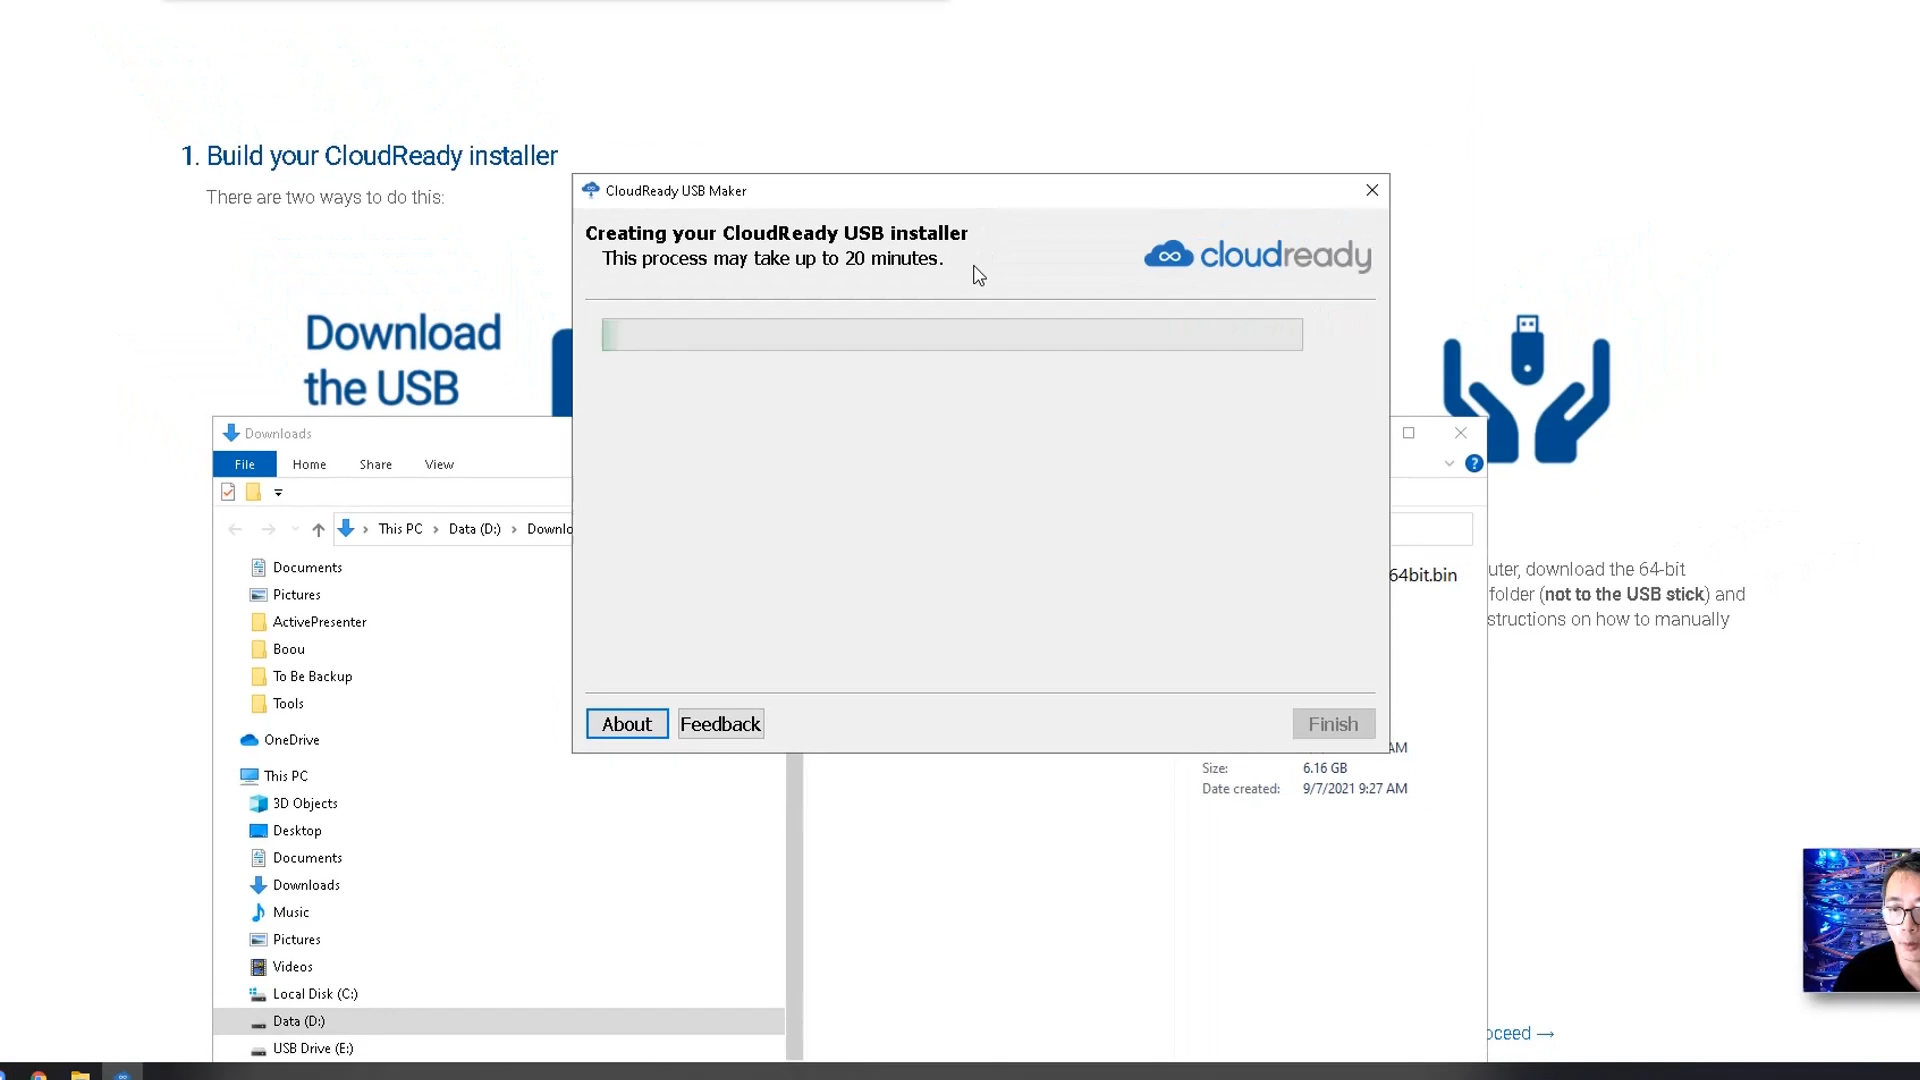 1. Build your CloudReady installer
There are two ways to do this:
Download
the USB
CloudReady USB Maker
Creating your CloudReady USB installer
This process may take up to 20 minutes.
cloudready
About
Feedback
Finish
Downloads
File
Home
Share
View
This PC
Data (D:)
Downlo
Documents
Pictures
ActivePresenter
Boou
To Be Backup
Tools
OneDrive
This PC
3D Objects
Desktop
Documents
Downloads
Music
Pictures
Videos
Local Disk (C:)
Data (D:)
USB Drive (E:)
64bit.bin
AM
Size: 6.16 GB
Date created: 9/7/2021 9:27 AM
uter, download the 64-bit
folder (not to the USB stick) and
structions on how to manually
oceed →